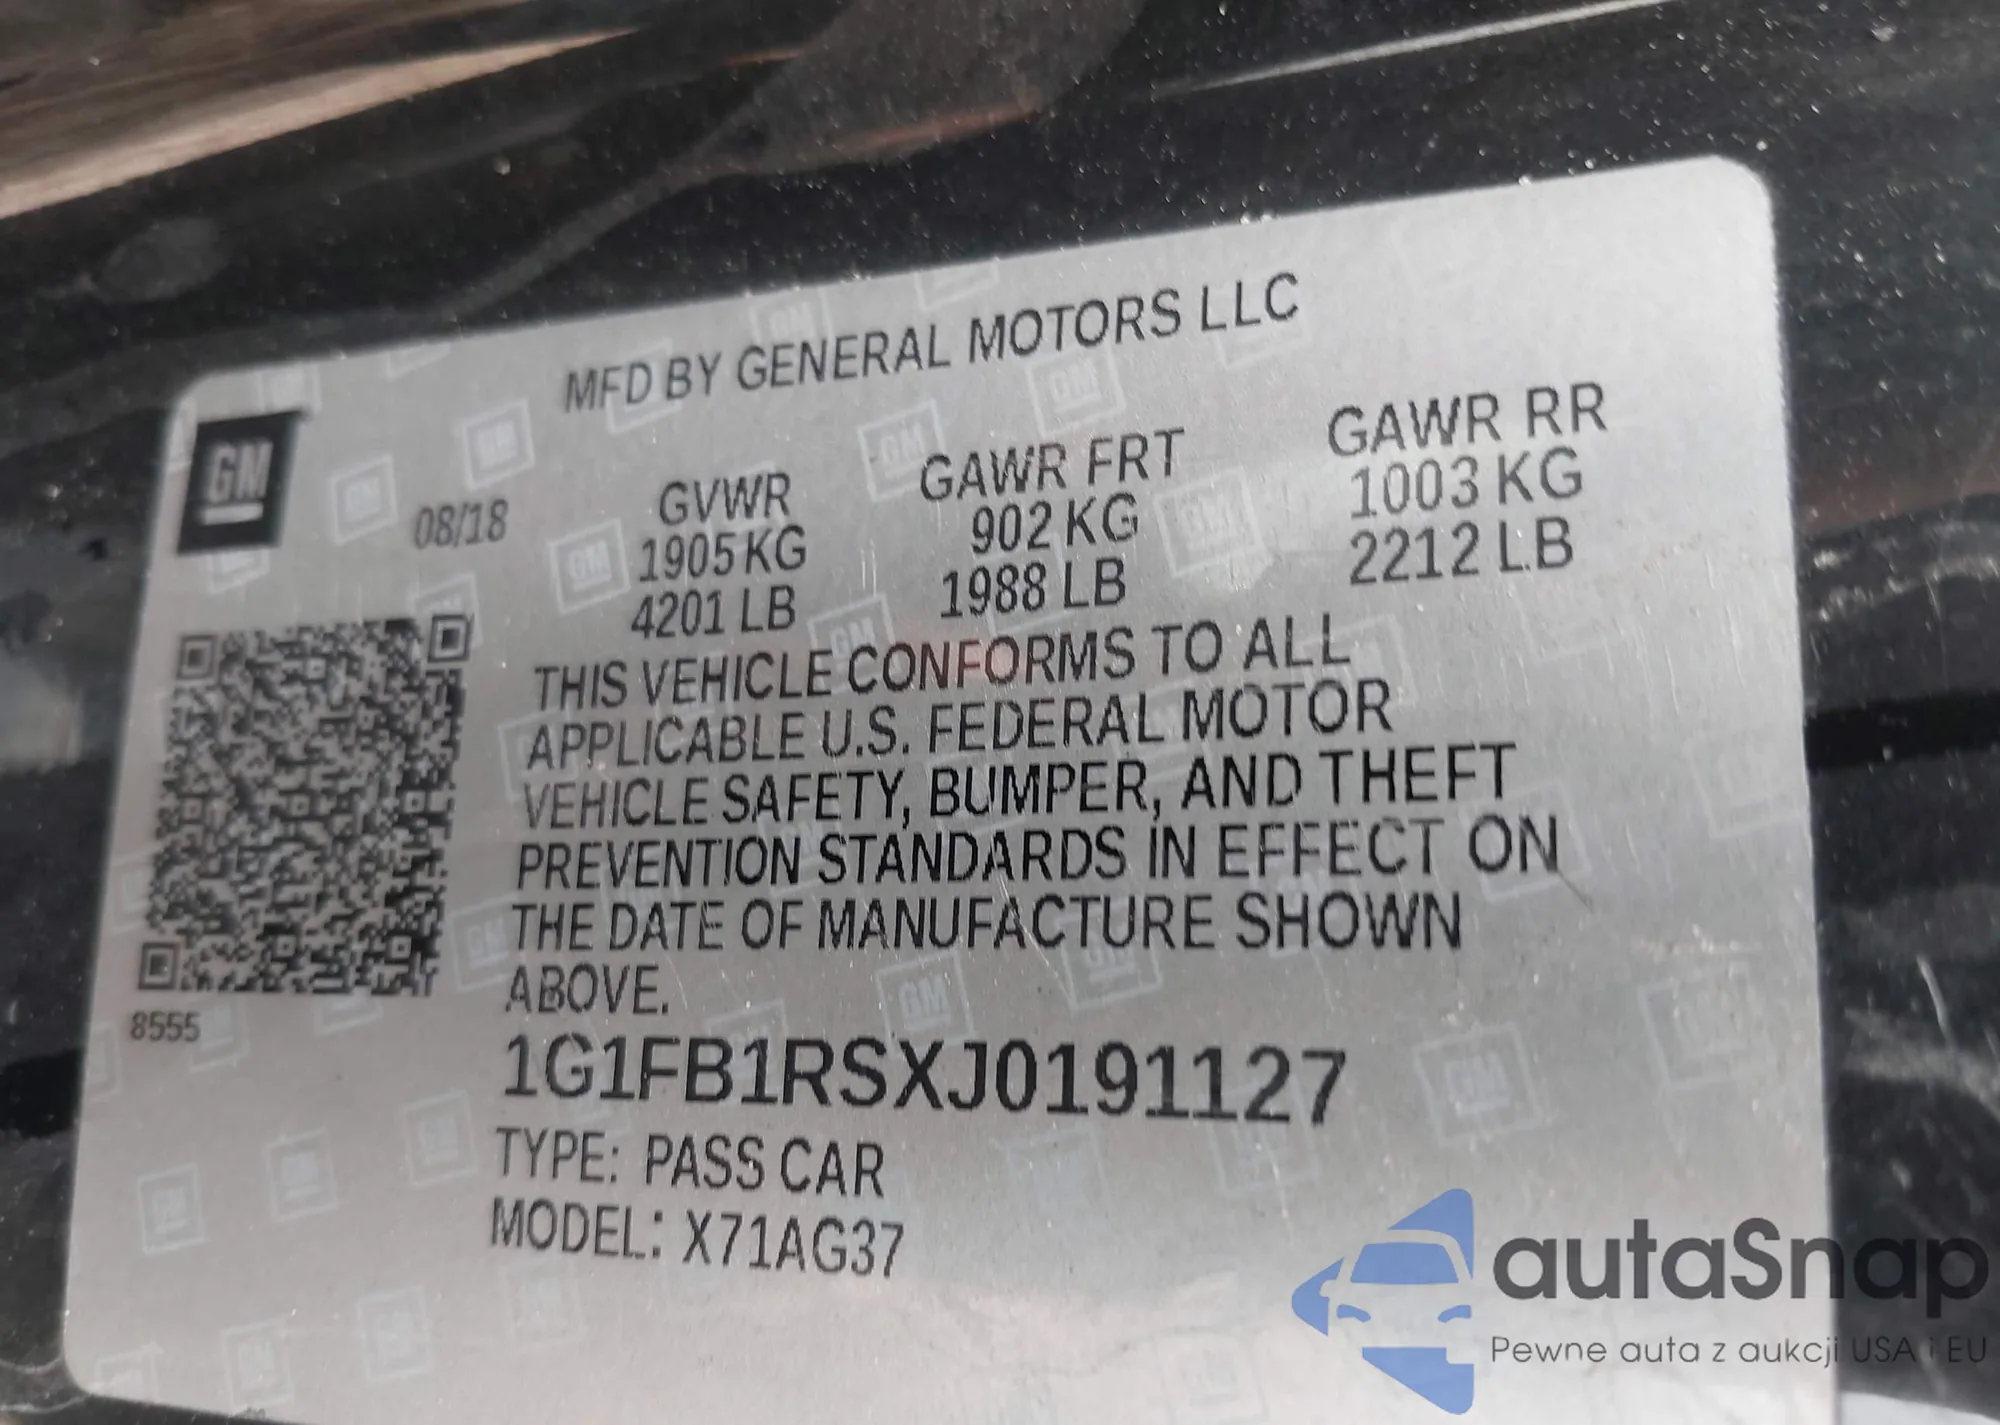 MFD BY GENERAL MOTORS LLC
GM
08/18
GVWR
1905 KG
4201 LB
GAWR FRT
902 KG
1988 LB
GAWR RR
1003 KG
2212 LB
THIS VEHICLE CONFORMS TO ALL
APPLICABLE U.S. FEDERAL MOTOR
VEHICLE SAFETY, BUMPER, AND THEFT
PREVENTION STANDARDS IN EFFECT ON
THE DATE OF MANUFACTURE SHOWN
ABOVE.
8555
1G1FB1RSXJ0191127
TYPE: PASS CAR
MODEL: X71AG37
autaSnap
Pewne auta z aukcji USA i EU